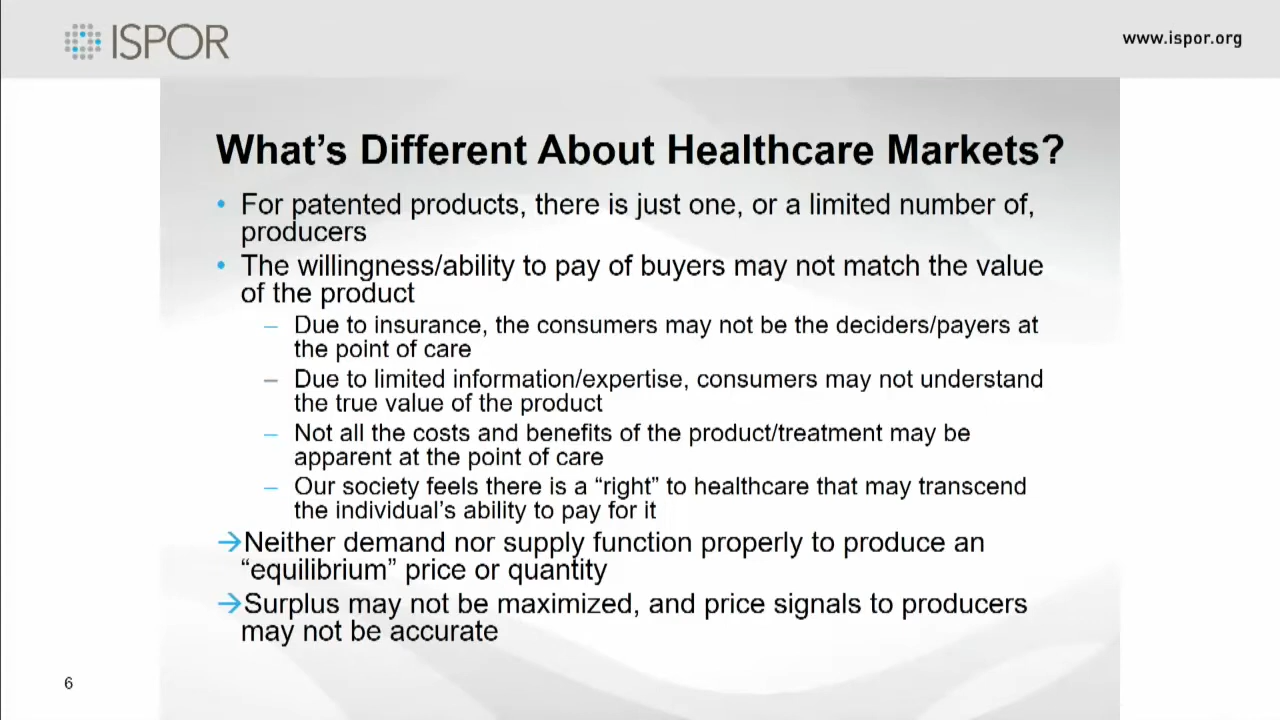 ISPOR
www.ispor.org
What's Different About Healthcare Markets?
• For patented products, there is just one, or a limited number of,
producers
• The willingness/ability to pay of buyers may not match the value
of the product
– Due to insurance, the consumers may not be the deciders/payers at
the point of care
– Due to limited information/expertise, consumers may not understand
the true value of the product
– Not all the costs and benefits of the product/treatment may be
apparent at the point of care
– Our society feels there is a “right” to healthcare that may transcend
the individual's ability to pay for it
→Neither demand nor supply function properly to produce an
“equilibrium” price or quantity
→Surplus may not be maximized, and price signals to producers
may not be accurate
6